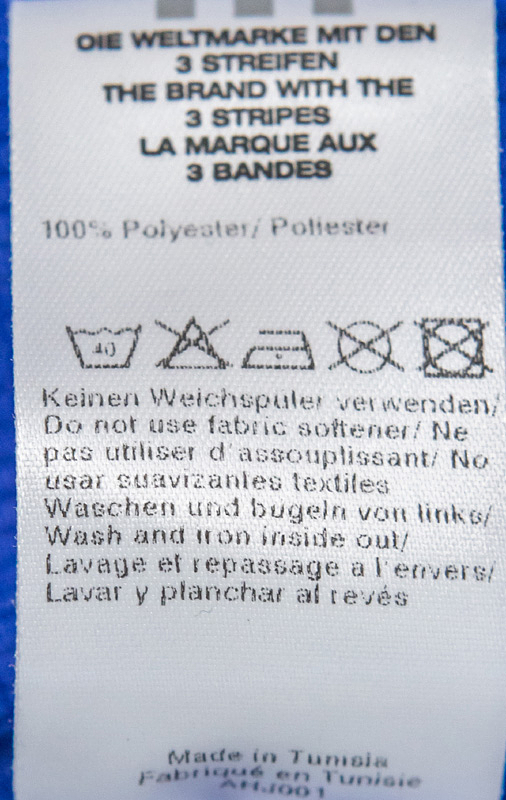 DIE WELTMARKE MIT DEN
3 STREIFEN
THE BRAND WITH THE
3 STRIPES
LA MARQUE AUX
3 BANDES
100% Polyester/ Poliester
40
Keinen Weichspuler verwenden/
Do not use fabric softener/ Ne
pas utiliser d'assouplissant/ No
usar suavizantes textiles
Waschen und bugeln von links/
Wash and iron inside out/
Lavage et repassage a l'envers/
Lavar y planchar al revés
Made in Tunisia
Fabriqué en Tunisie
AHJ001